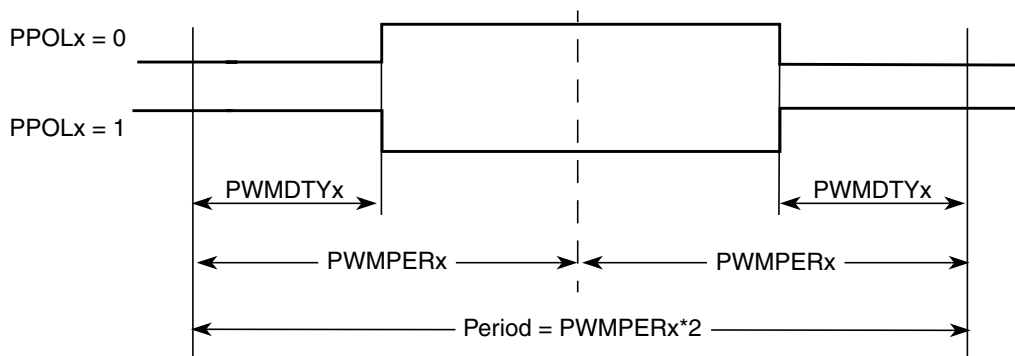 PPOLx = 0
PPOLx = 1
PWMDTYx PWMDTYx
PWMPERx PWMPERx
Period = PWMPERx*2